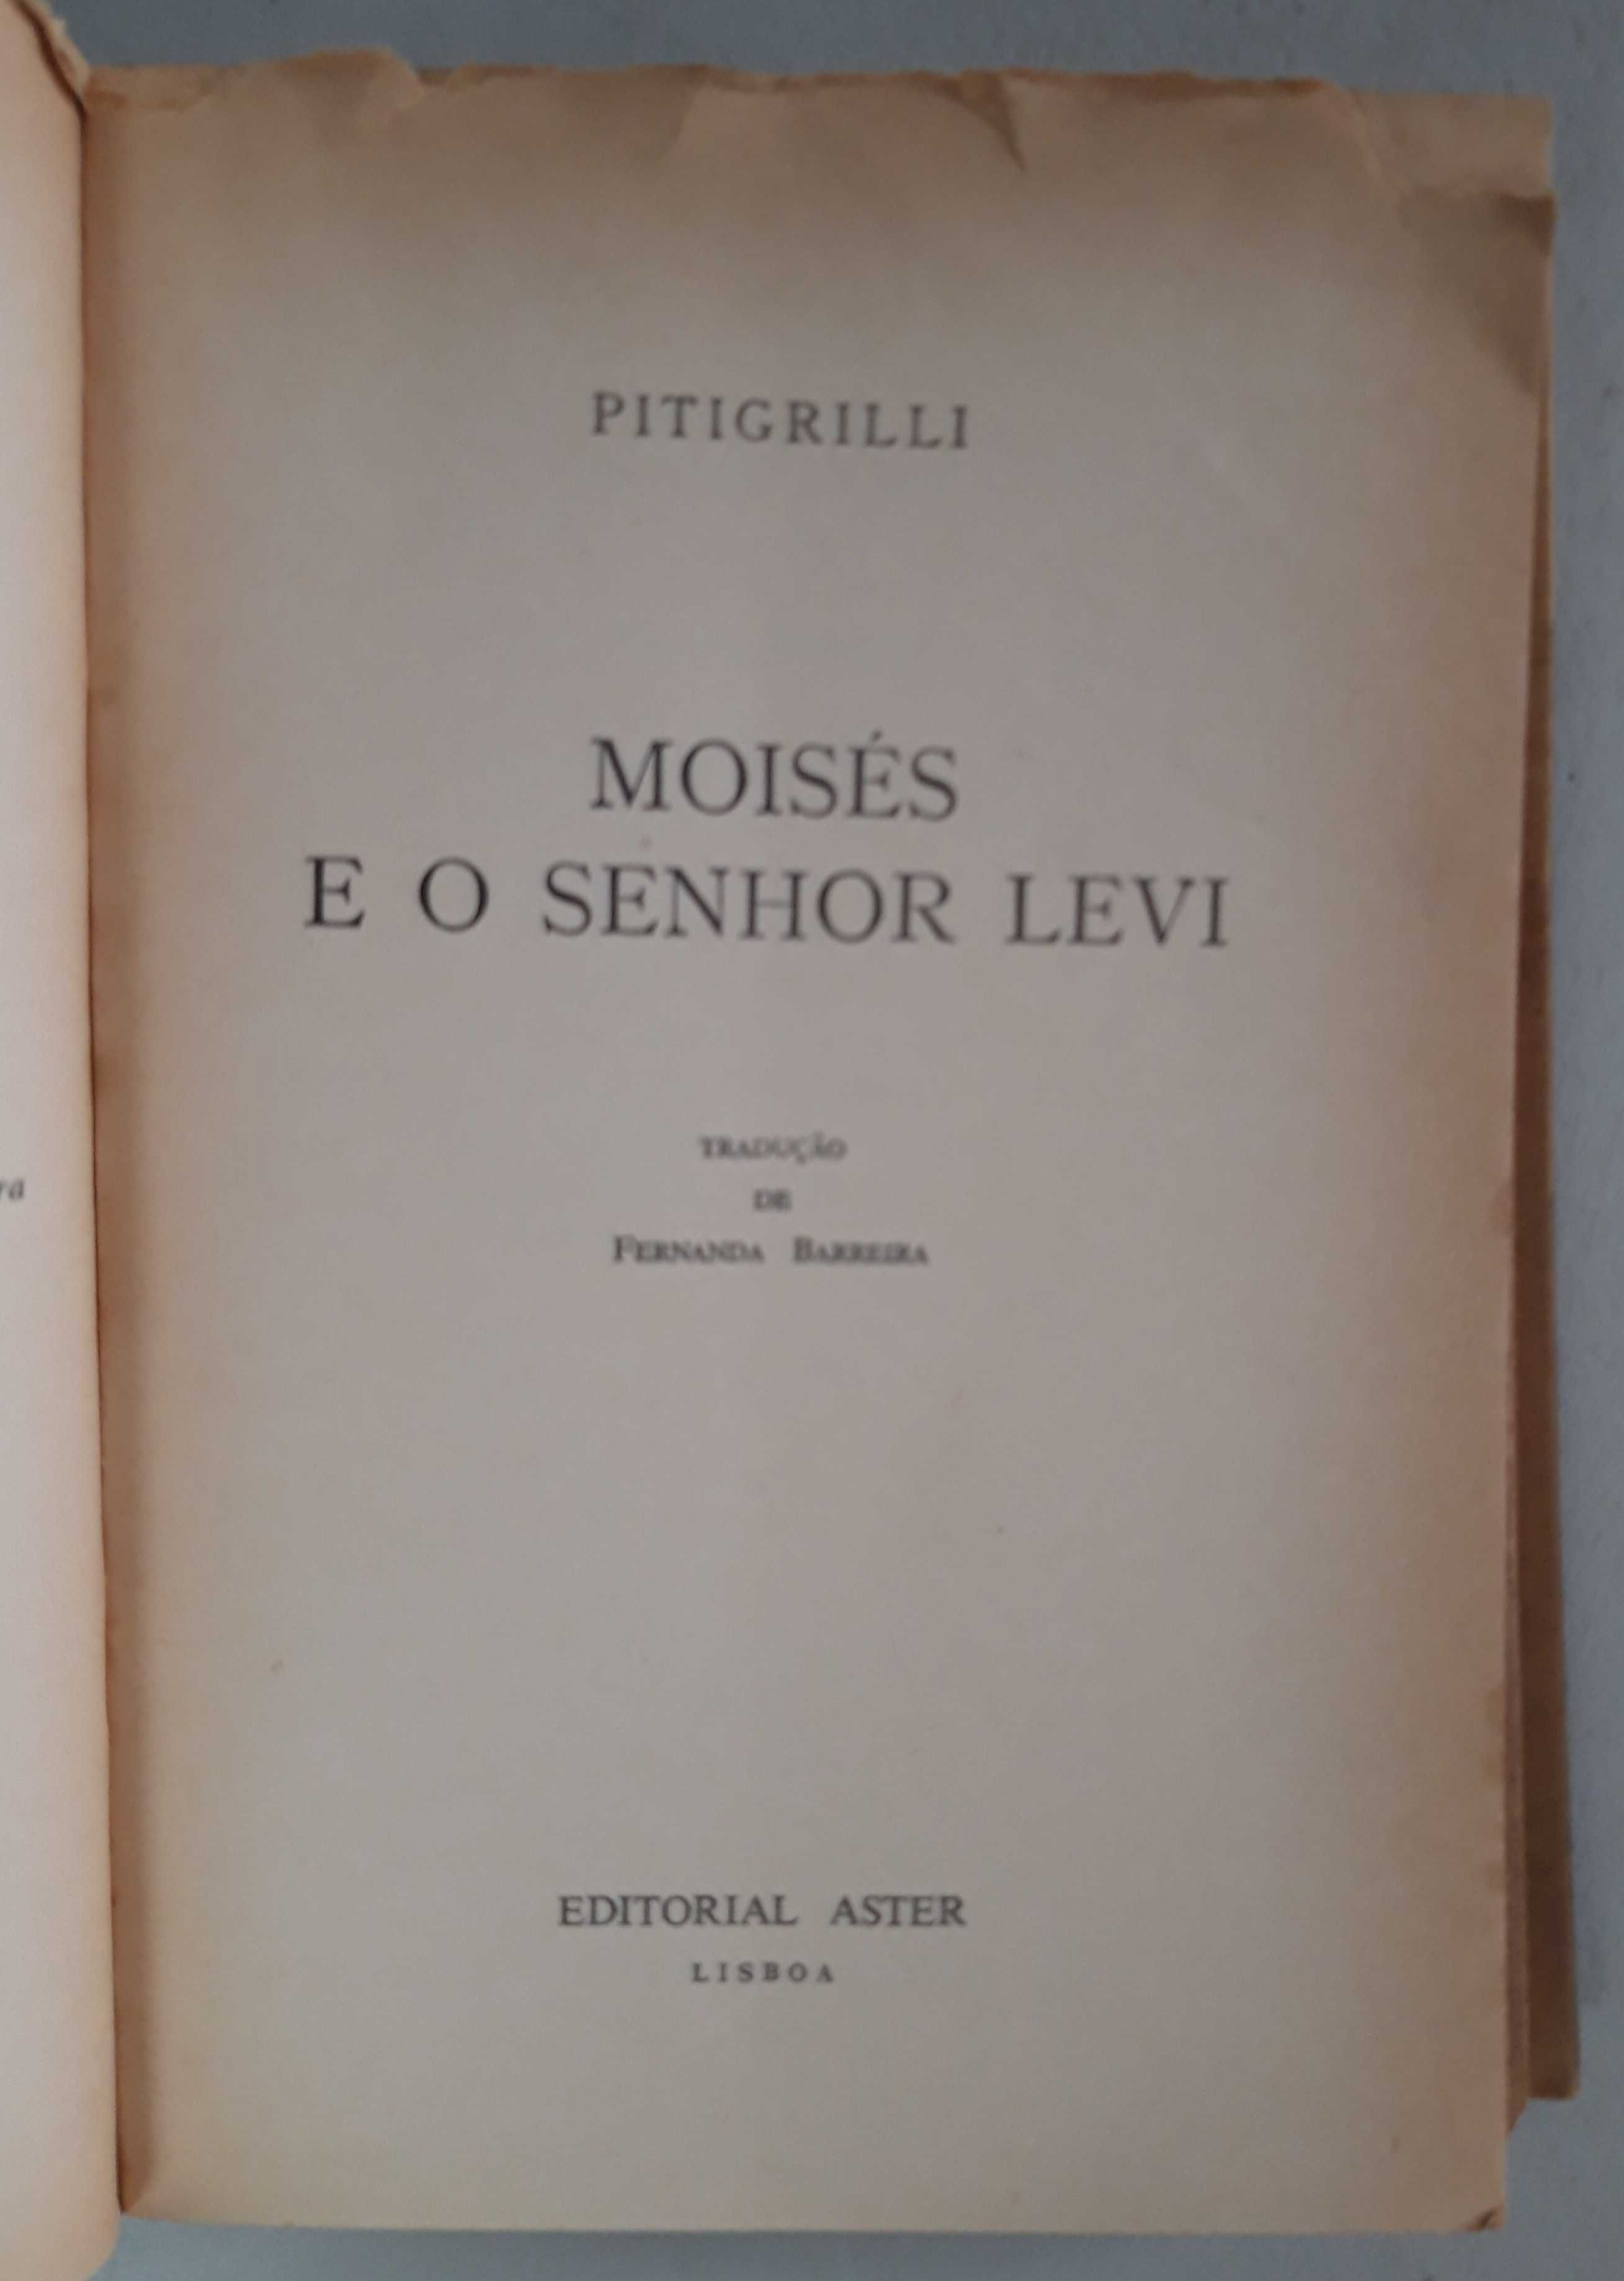 PITIGRILLI
MOISÉS
E O SENHOR LEVI
TRADUÇÃO
DE
FERNANDA BARREIRA
EDITORIAL ASTER
LISBOA